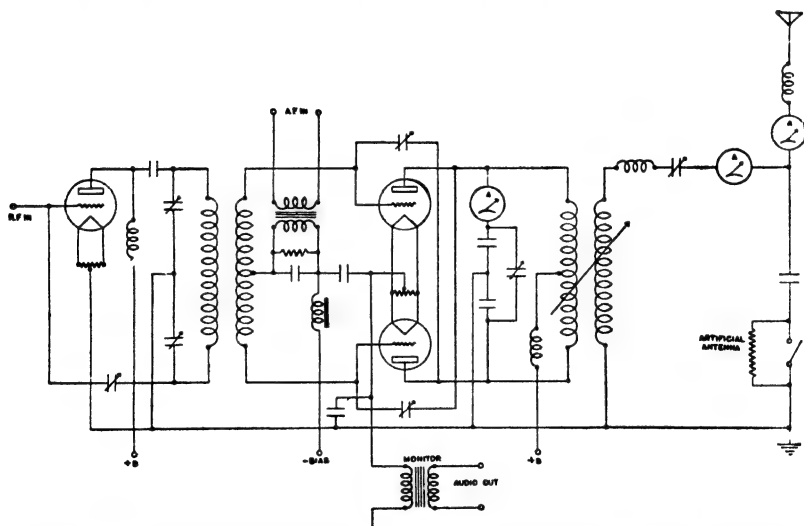 A
A.F. IN
A
R.F IN
A
ARTIFICIAL
ANTENNA
+B
-BIAS
MONITOR
+B
AUDIO OUT